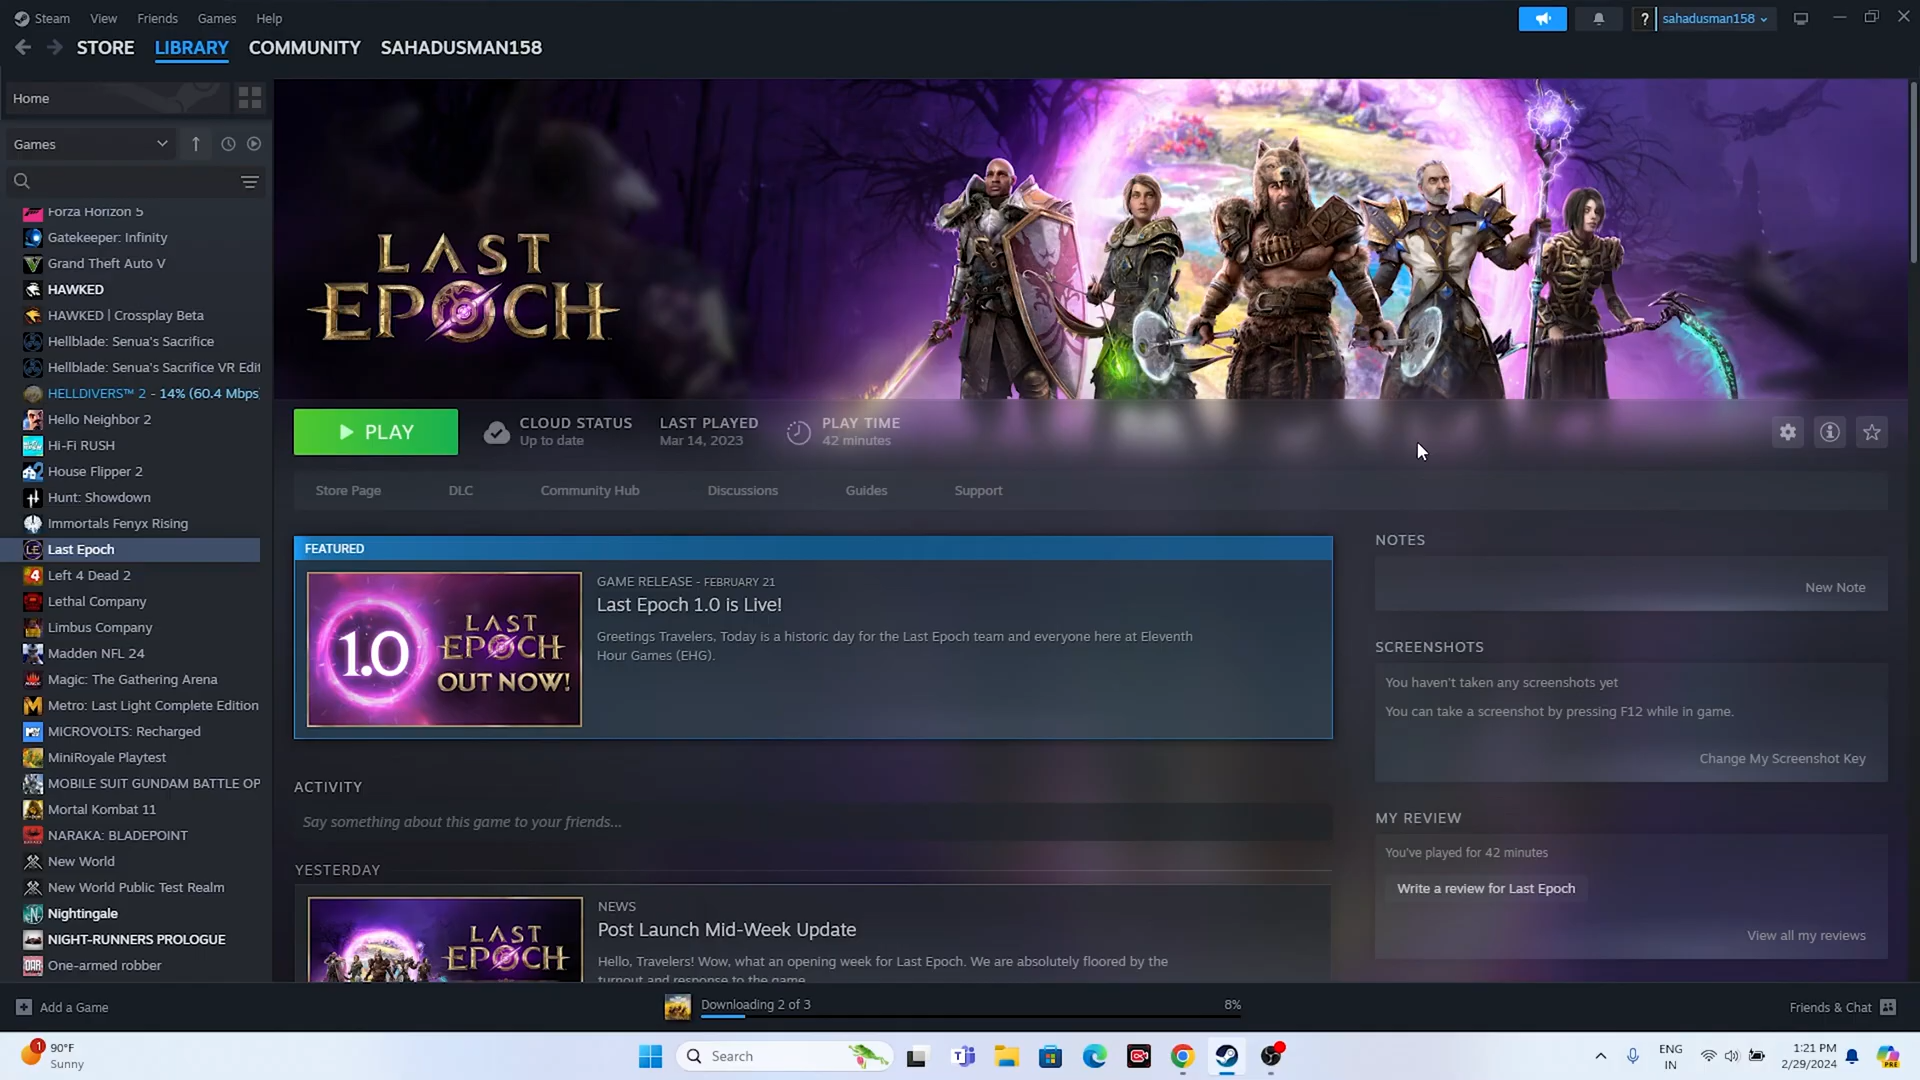 Steam View Friends Games Help
sahadusman158
STORE LIBRARY COMMUNITY SAHADUSMAN158
Home
Games
Forza Horizon 5
Gatekeeper: Infinity
Grand Theft Auto V
HAWKED
HAWKED | Crossplay Beta
Hellblade: Senua's Sacrifice
Hellblade: Senua's Sacrifice VR Edit
HELLDIVERS™ 2 - 14% (60.4 Mbps
Hello Neighbor 2
Hi-Fi RUSH
House Flipper 2
Hunt: Showdown
Immortals Fenyx Rising
Last Epoch
Left 4 Dead 2
Lethal Company
Limbus Company
Madden NFL 24
Magic: The Gathering Arena
Metro: Last Light Complete Edition
MICROVOLTS: Recharged
MiniRoyale Playtest
MOBILE SUIT GUNDAM BATTLE OP
Mortal Kombat 11
NARAKA: BLADEPOINT
New World
New World Public Test Realm
Nightingale
NIGHT-RUNNERS PROLOGUE
One-armed robber
Add a Game
LAST
EPOCH
PLAY
CLOUD STATUS
Up to date
LAST PLAYED
Mar 14, 2023
PLAY TIME
42 minutes
Store Page DLC Community Hub Discussions Guides Support
FEATURED
1.0
LAST
EPOCH
OUT NOW!
GAME RELEASE - FEBRUARY 21
Last Epoch 1.0 is Live!
Greetings Travelers, Today is a historic day for the Last Epoch team and everyone here at Eleventh
Hour Games (EHG).
ACTIVITY
Say something about this game to your friends...
YESTERDAY
LAST
EPOCH
NEWS
Post Launch Mid-Week Update
Hello, Travelers! Wow, what an opening week for Last Epoch. We are absolutely floored by the
turnout and response to the game.
NOTES
New Note
SCREENSHOTS
You haven't taken any screenshots yet
You can take a screenshot by pressing F12 while in game.
Change My Screenshot Key
MY REVIEW
You've played for 42 minutes
Write a review for Last Epoch
View all my reviews
Downloading 2 of 3 8%
Friends & Chat
1
90°F
Sunny
Search
ENG
IN
1:21 PM
2/29/2024
PRE